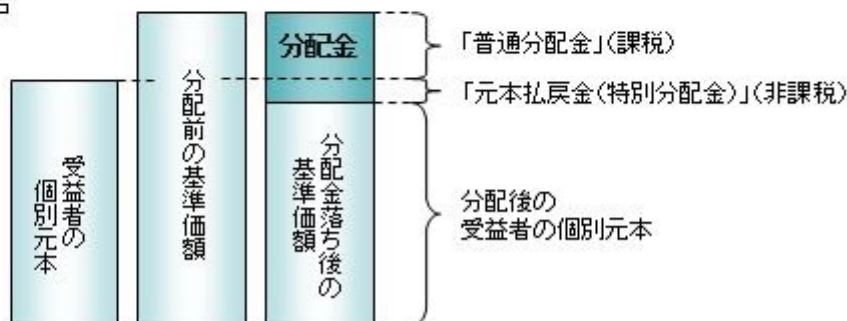 分配金
「普通分配金」(課税)
「元本払戻金(特別分配金)」(非課税)
受益者の
個別元本
分配前の基準価額
分配金落ち後の
基準価額
分配後の
受益者の個別元本